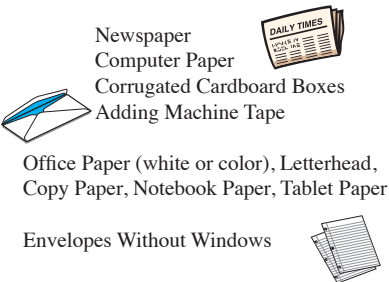 DAILY TIMES
Newspaper
Computer Paper
Corrugated Cardboard Boxes
Adding Machine Tape
Office Paper (white or color), Letterhead,
Copy Paper, Notebook Paper, Tablet Paper
Envelopes Without Windows